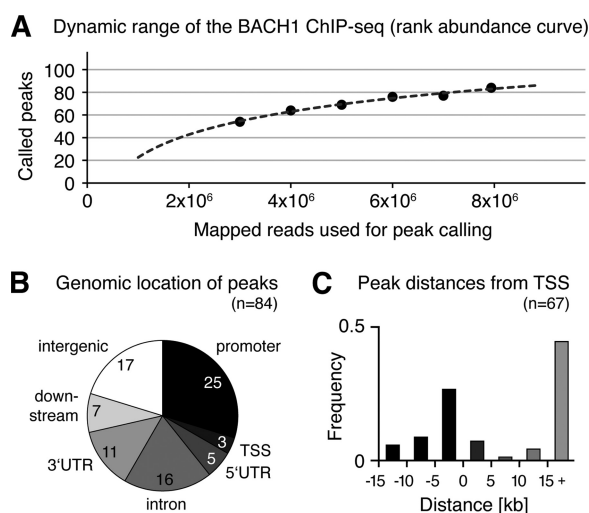 A Dynamic range of the BACH1 ChIP-seq (rank abundance curve)
Called peaks
100
80
60
40
20
0
0 2x10⁶ 4x10⁶ 6x10⁶ 8x10⁶
Mapped reads used for peak calling
B Genomic location of peaks
(n=84)
intergenic
promoter
17
25
down-
stream
7
3
TSS
5
5'UTR
3‘UTR
11
16
intron
C Peak distances from TSS
(n=67)
Frequency
0.5
0
-15 -10 -5 0 5 10 15 +
Distance [kb]